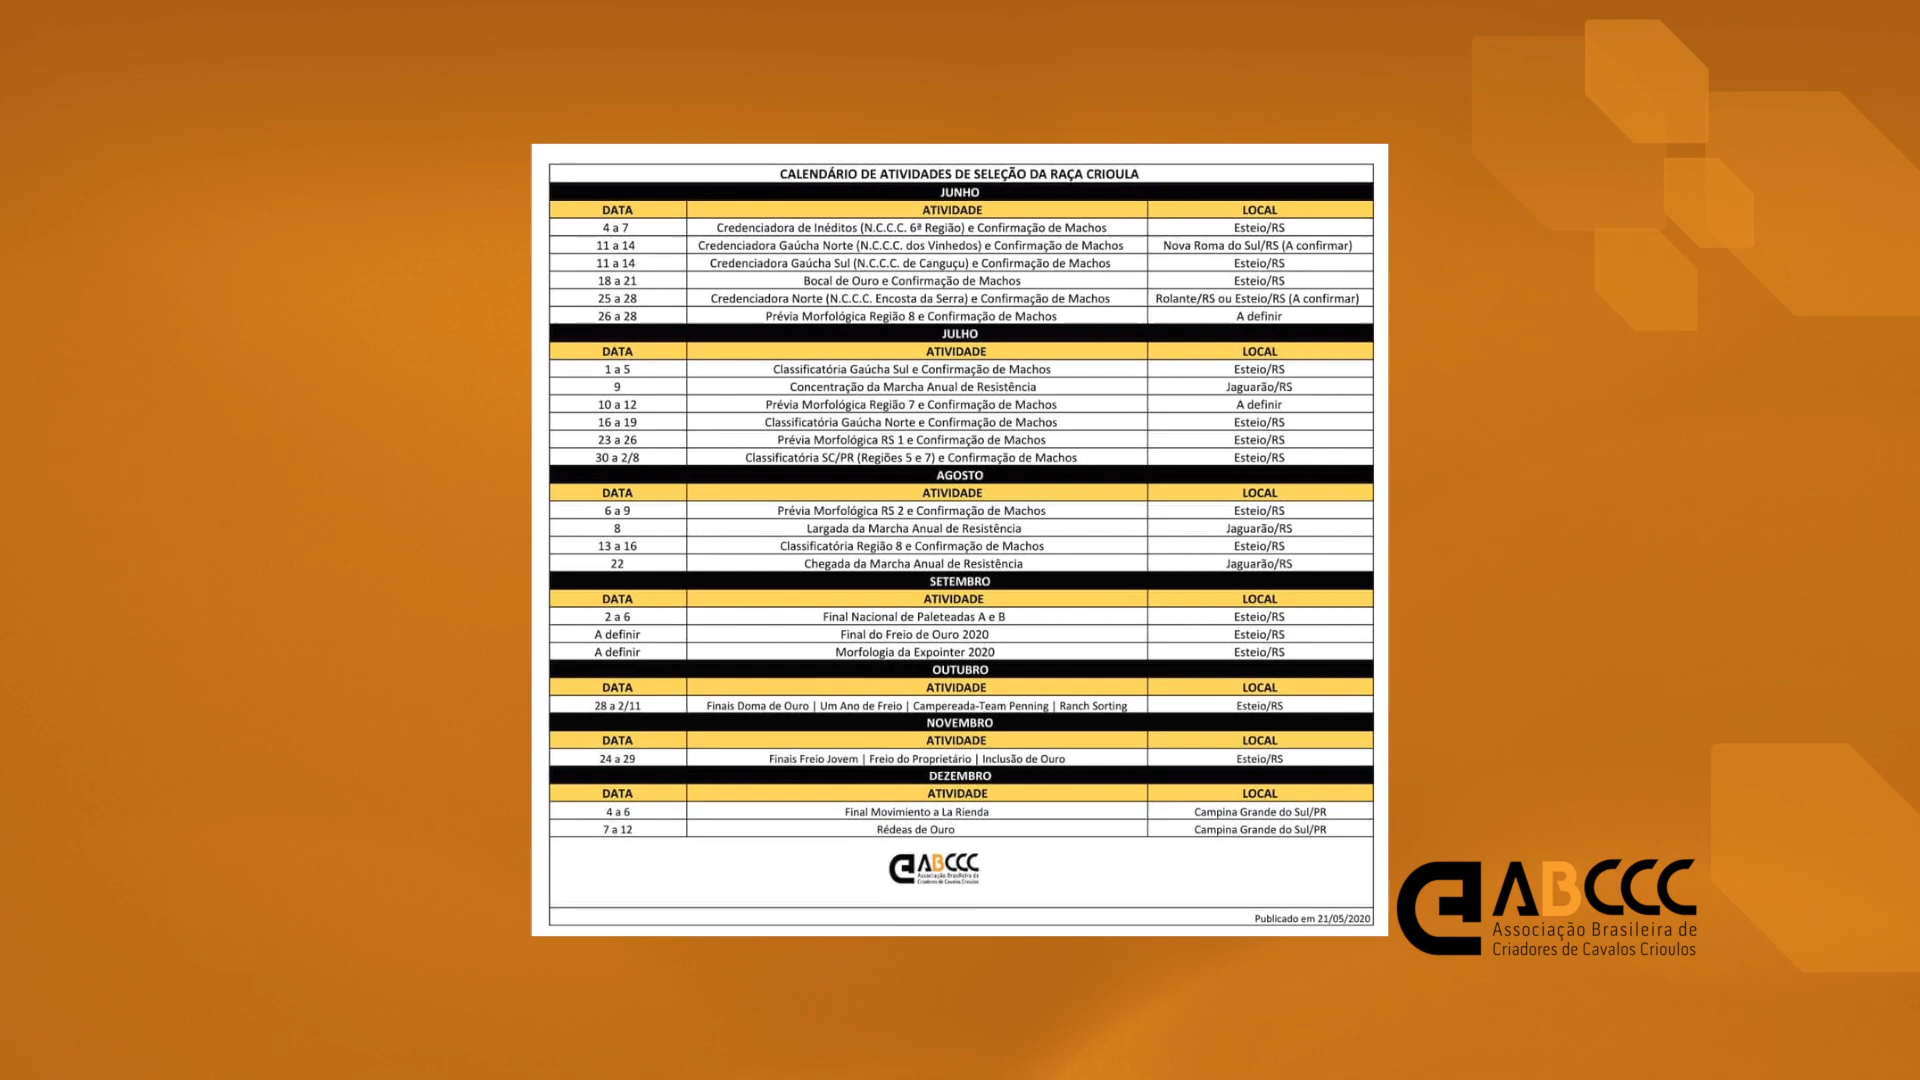 CALENDÁRIO DE ATIVIDADES DE SELEÇÃO DA RAÇA CRIOULA
JUNHO
DATA ATIVIDADE LOCAL
4 a 7 Credenciadora de Inéditos (N.C.C.C. 6ª Região) e Confirmação de Machos Esteio/RS
11 a 14 Credenciadora Gaúcha Norte (N.C.C.C. dos Vinhedos) e Confirmação de Machos Nova Roma do Sul/RS (A confirmar)
11 a 14 Credenciadora Gaúcha Sul (N.C.C.C. de Canguçu) e Confirmação de Machos Esteio/RS
18 a 21 Bocal de Ouro e Confirmação de Machos Esteio/RS
25 a 28 Credenciadora Norte (N.C.C.C. Encosta da Serra) e Confirmação de Machos Rolante/RS ou Esteio/RS (A confirmar)
26 a 28 Prévia Morfológica Região 8 e Confirmação de Machos A definir
JULHO
DATA ATIVIDADE LOCAL
1 a 5 Classificatória Gaúcha Sul e Confirmação de Machos Esteio/RS
9 Concentração da Marcha Anual de Resistência Jaguarão/RS
10 a 12 Prévia Morfológica Região 7 e Confirmação de Machos A definir
16 a 19 Classificatória Gaúcha Norte e Confirmação de Machos Esteio/RS
23 a 26 Prévia Morfológica RS 1 e Confirmação de Machos Esteio/RS
30 a 2/8 Classificatória SC/PR (Regiões 5 e 7) e Confirmação de Machos Esteio/RS
AGOSTO
DATA ATIVIDADE LOCAL
6 a 9 Prévia Morfológica RS 2 e Confirmação de Machos Esteio/RS
8 Largada da Marcha Anual de Resistência Jaguarão/RS
13 a 16 Classificatória Região 8 e Confirmação de Machos Esteio/RS
22 Chegada da Marcha Anual de Resistência Jaguarão/RS
SETEMBRO
DATA ATIVIDADE LOCAL
2 a 6 Final Nacional de Paleteadas A e B Esteio/RS
A definir Final do Freio de Ouro 2020 Esteio/RS
A definir Morfologia da Expointer 2020 Esteio/RS
OUTUBRO
DATA ATIVIDADE LOCAL
28 a 2/11 Finais Doma de Ouro | Um Ano de Freio | Campereada-Team Penning | Ranch Sorting Esteio/RS
NOVEMBRO
DATA ATIVIDADE LOCAL
24 a 29 Finais Freio Jovem | Freio do Proprietário | Inclusão de Ouro Esteio/RS
DEZEMBRO
DATA ATIVIDADE LOCAL
4 a 6 Final Movimiento a La Rienda Campina Grande do Sul/PR
7 a 12 Rédeas de Ouro Campina Grande do Sul/PR
ABCCC
Associação Brasileira de
Criadores de Cavalos Crioulos
Publicado em 21/05/2020
ABCCC
Associação Brasileira de
Criadores de Cavalos Crioulos